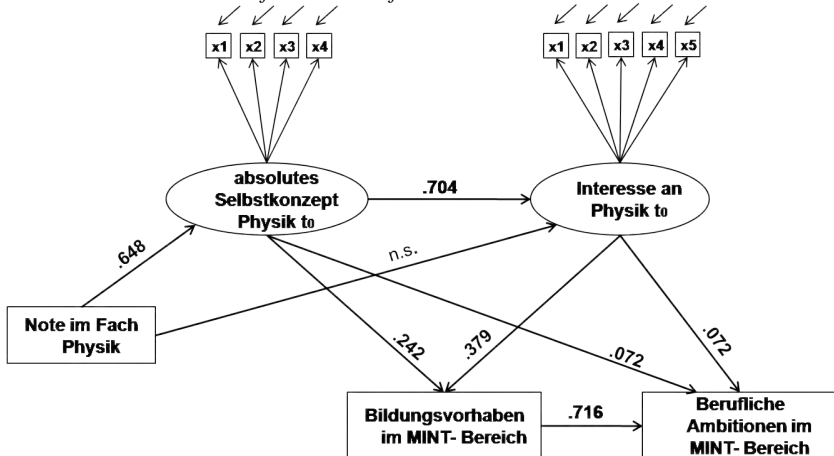 x1 x2 x3 x4
x1 x2 x3 x4 x5
absolutes
Selbstkonzept
Physik t0
.704
Interesse an
Physik t0
.648
n.s.
Note im Fach
Physik
.242
.379
.072
.072
Bildungsvorhaben
im MINT- Bereich
.716
Berufliche
Ambitionen im
MINT- Bereich